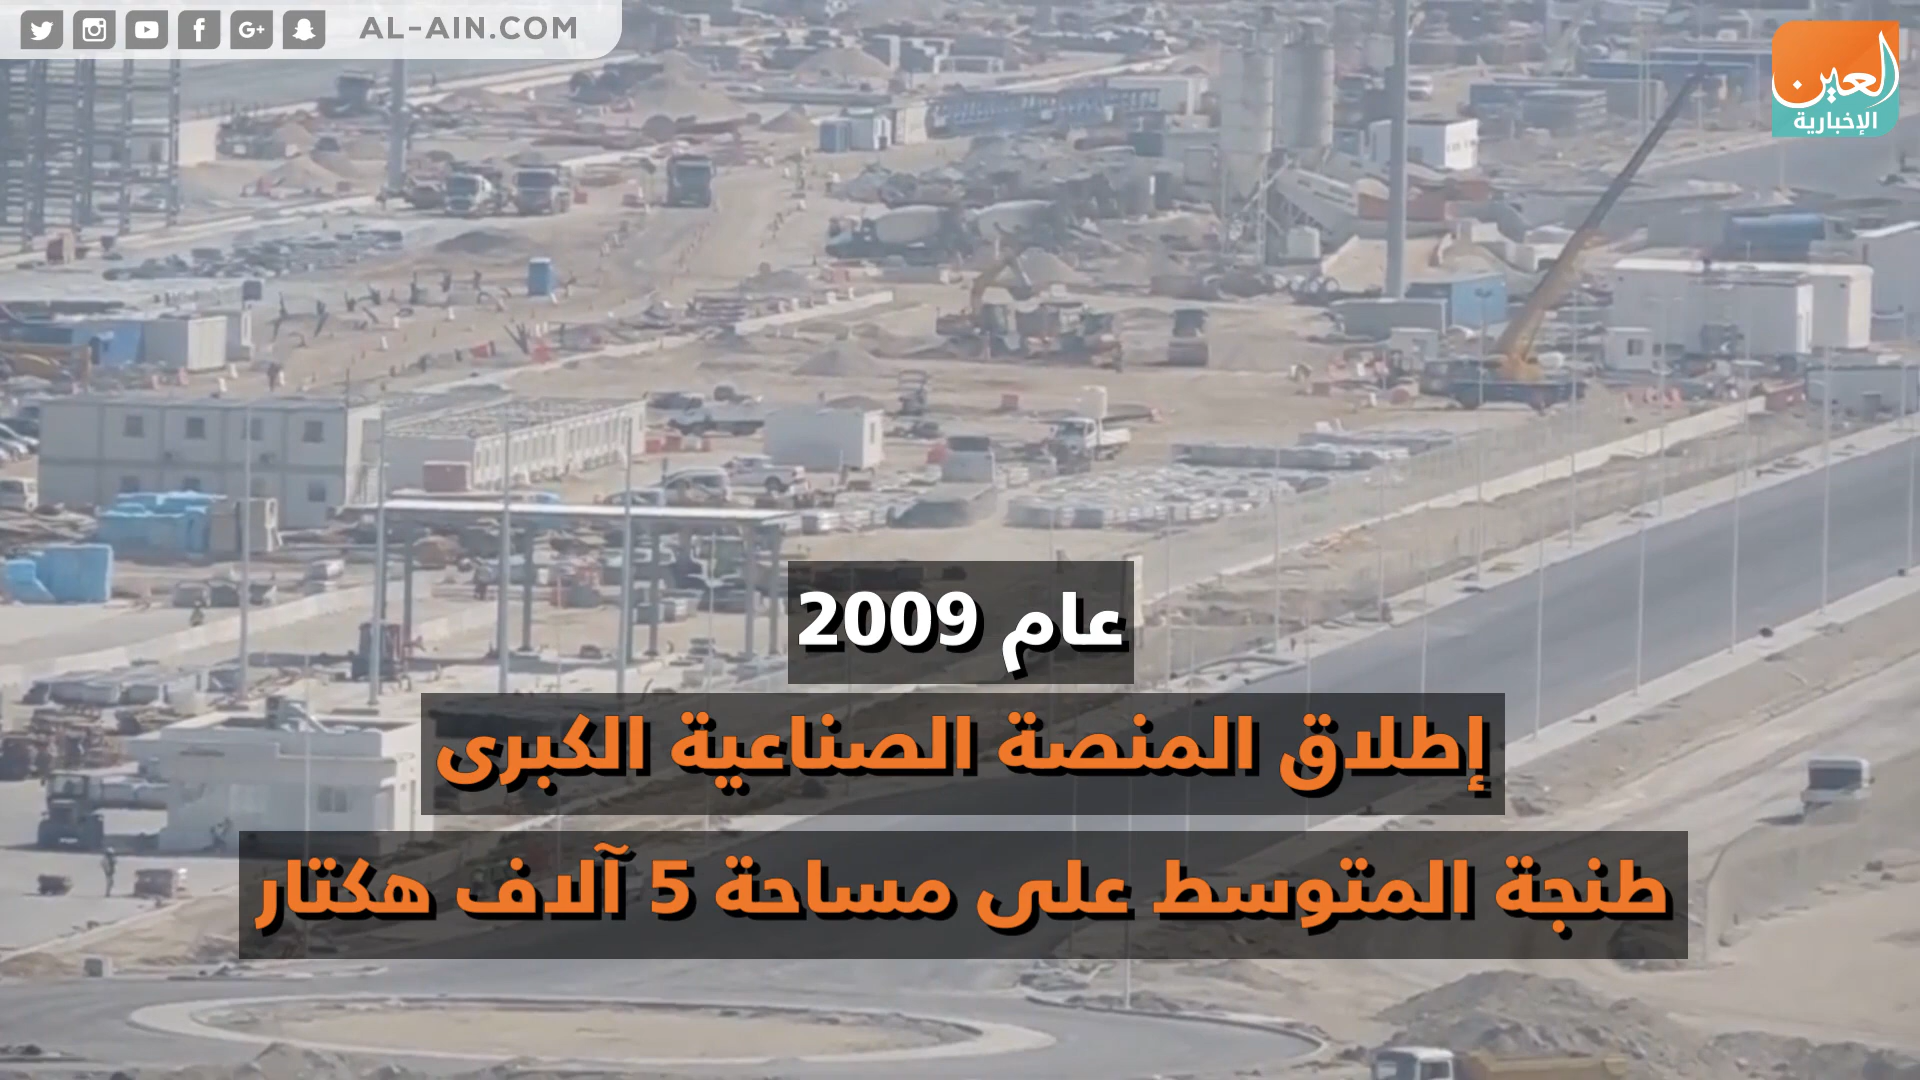 AL-AIN.COM
العين
الإخبارية
عام 2009
إطلاق المنصة الصناعية الكبرى
طنجة المتوسط على مساحة 5 آلاف هكتار